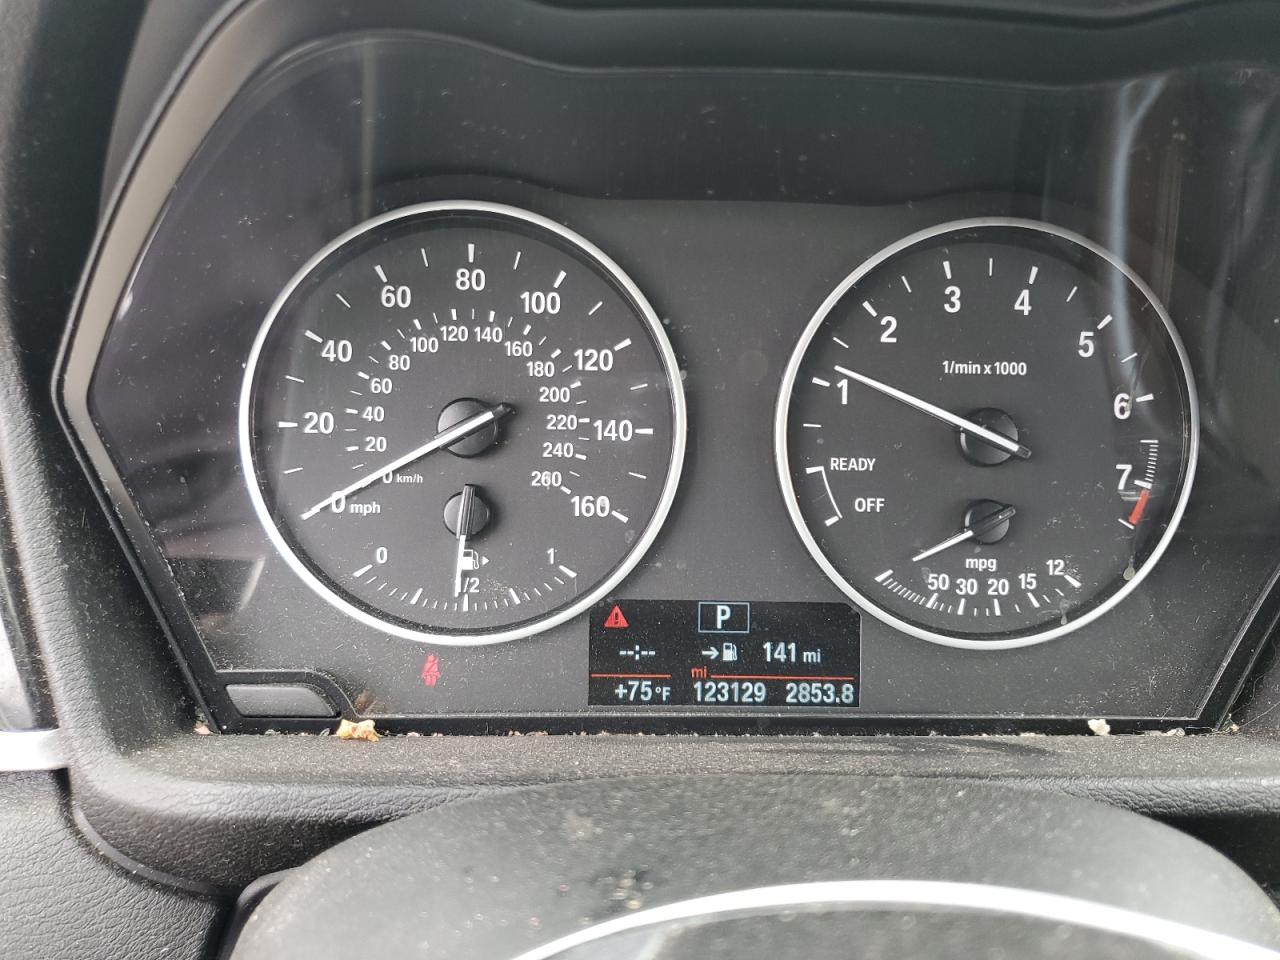 0 mph 20 40 60 80 100 120 140 160
0 km/h 20 40 60 80 100 120 140 160 180 200 220 240 260
0 1/2 1
1 2 3 4 5 6 7
1/min x 1000
READY
OFF
mpg
50 30 20 15 12
P
--:-- 141 mi
mi
+75°F 123129 2853.8